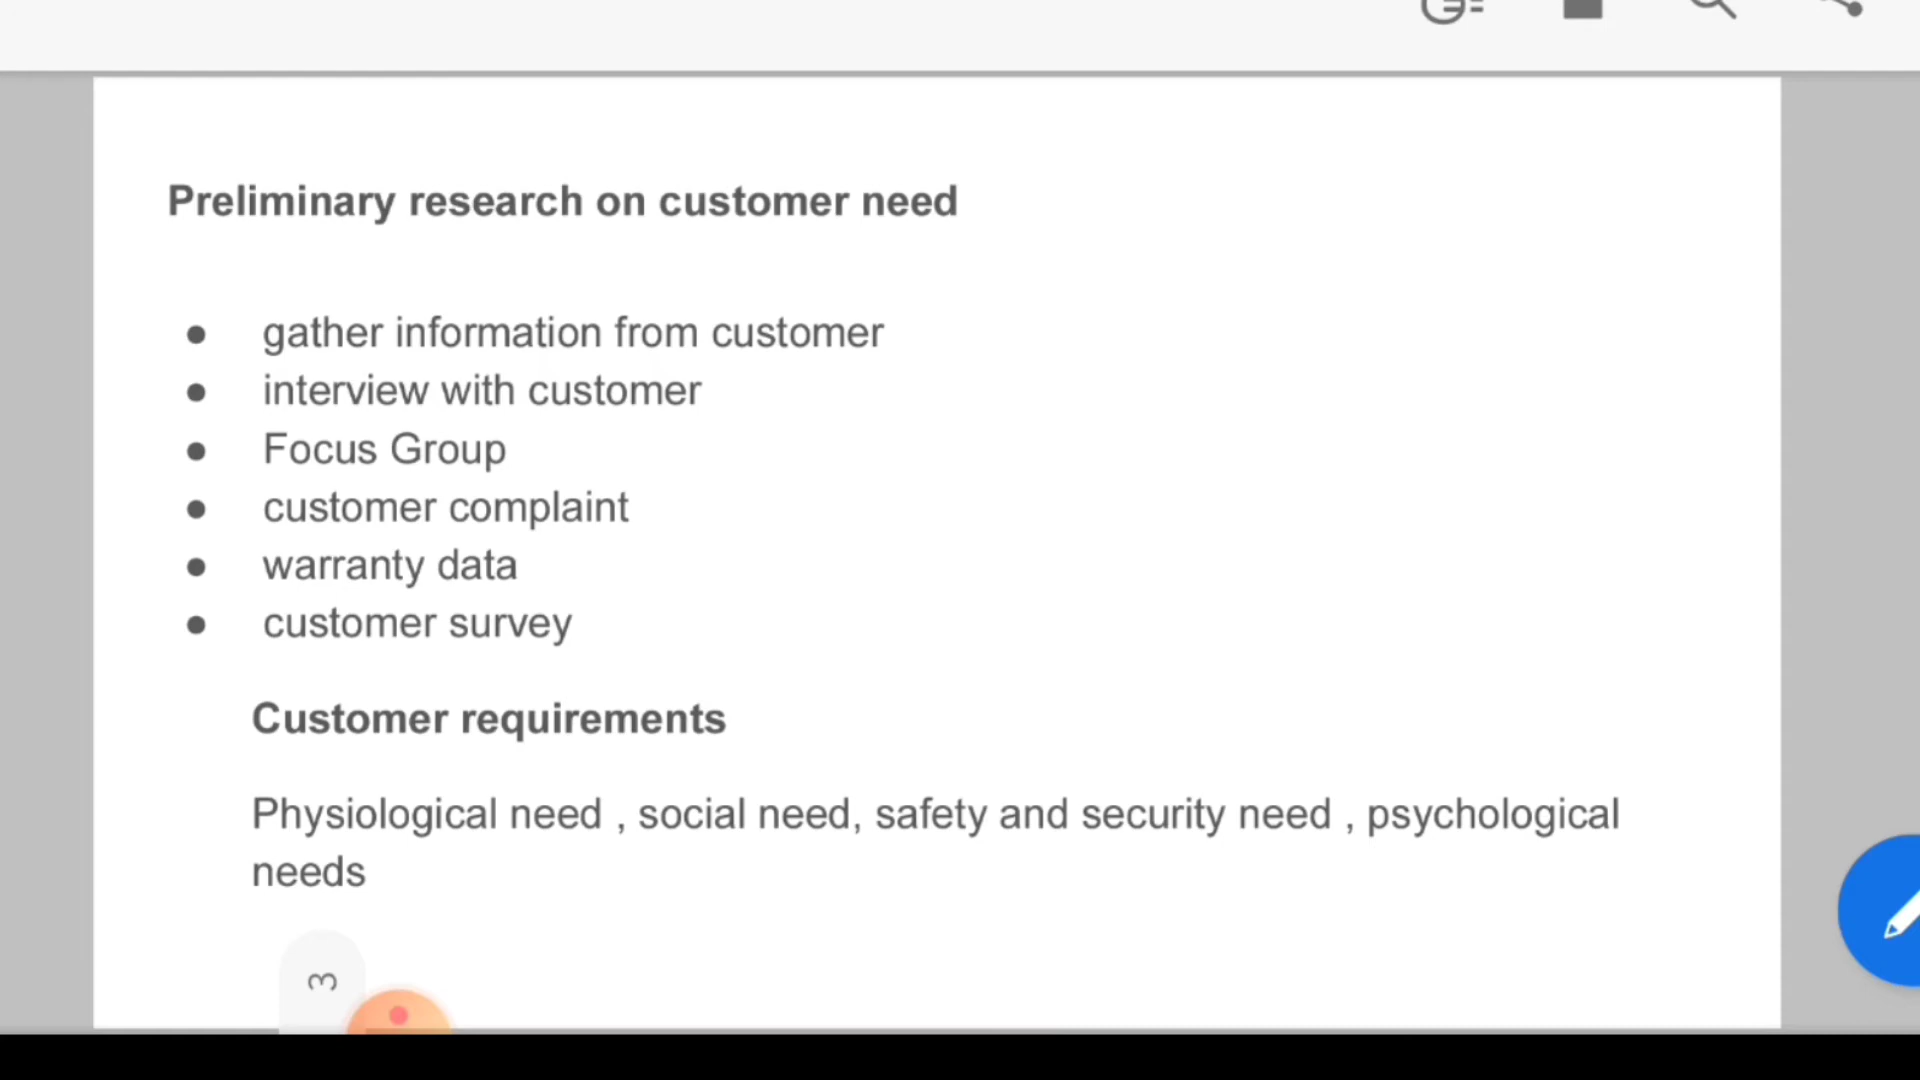 Preliminary research on customer need
● gather information from customer
● interview with customer
● Focus Group
● customer complaint
● warranty data
● customer survey
Customer requirements
Physiological need , social need, safety and security need , psychological
needs
3